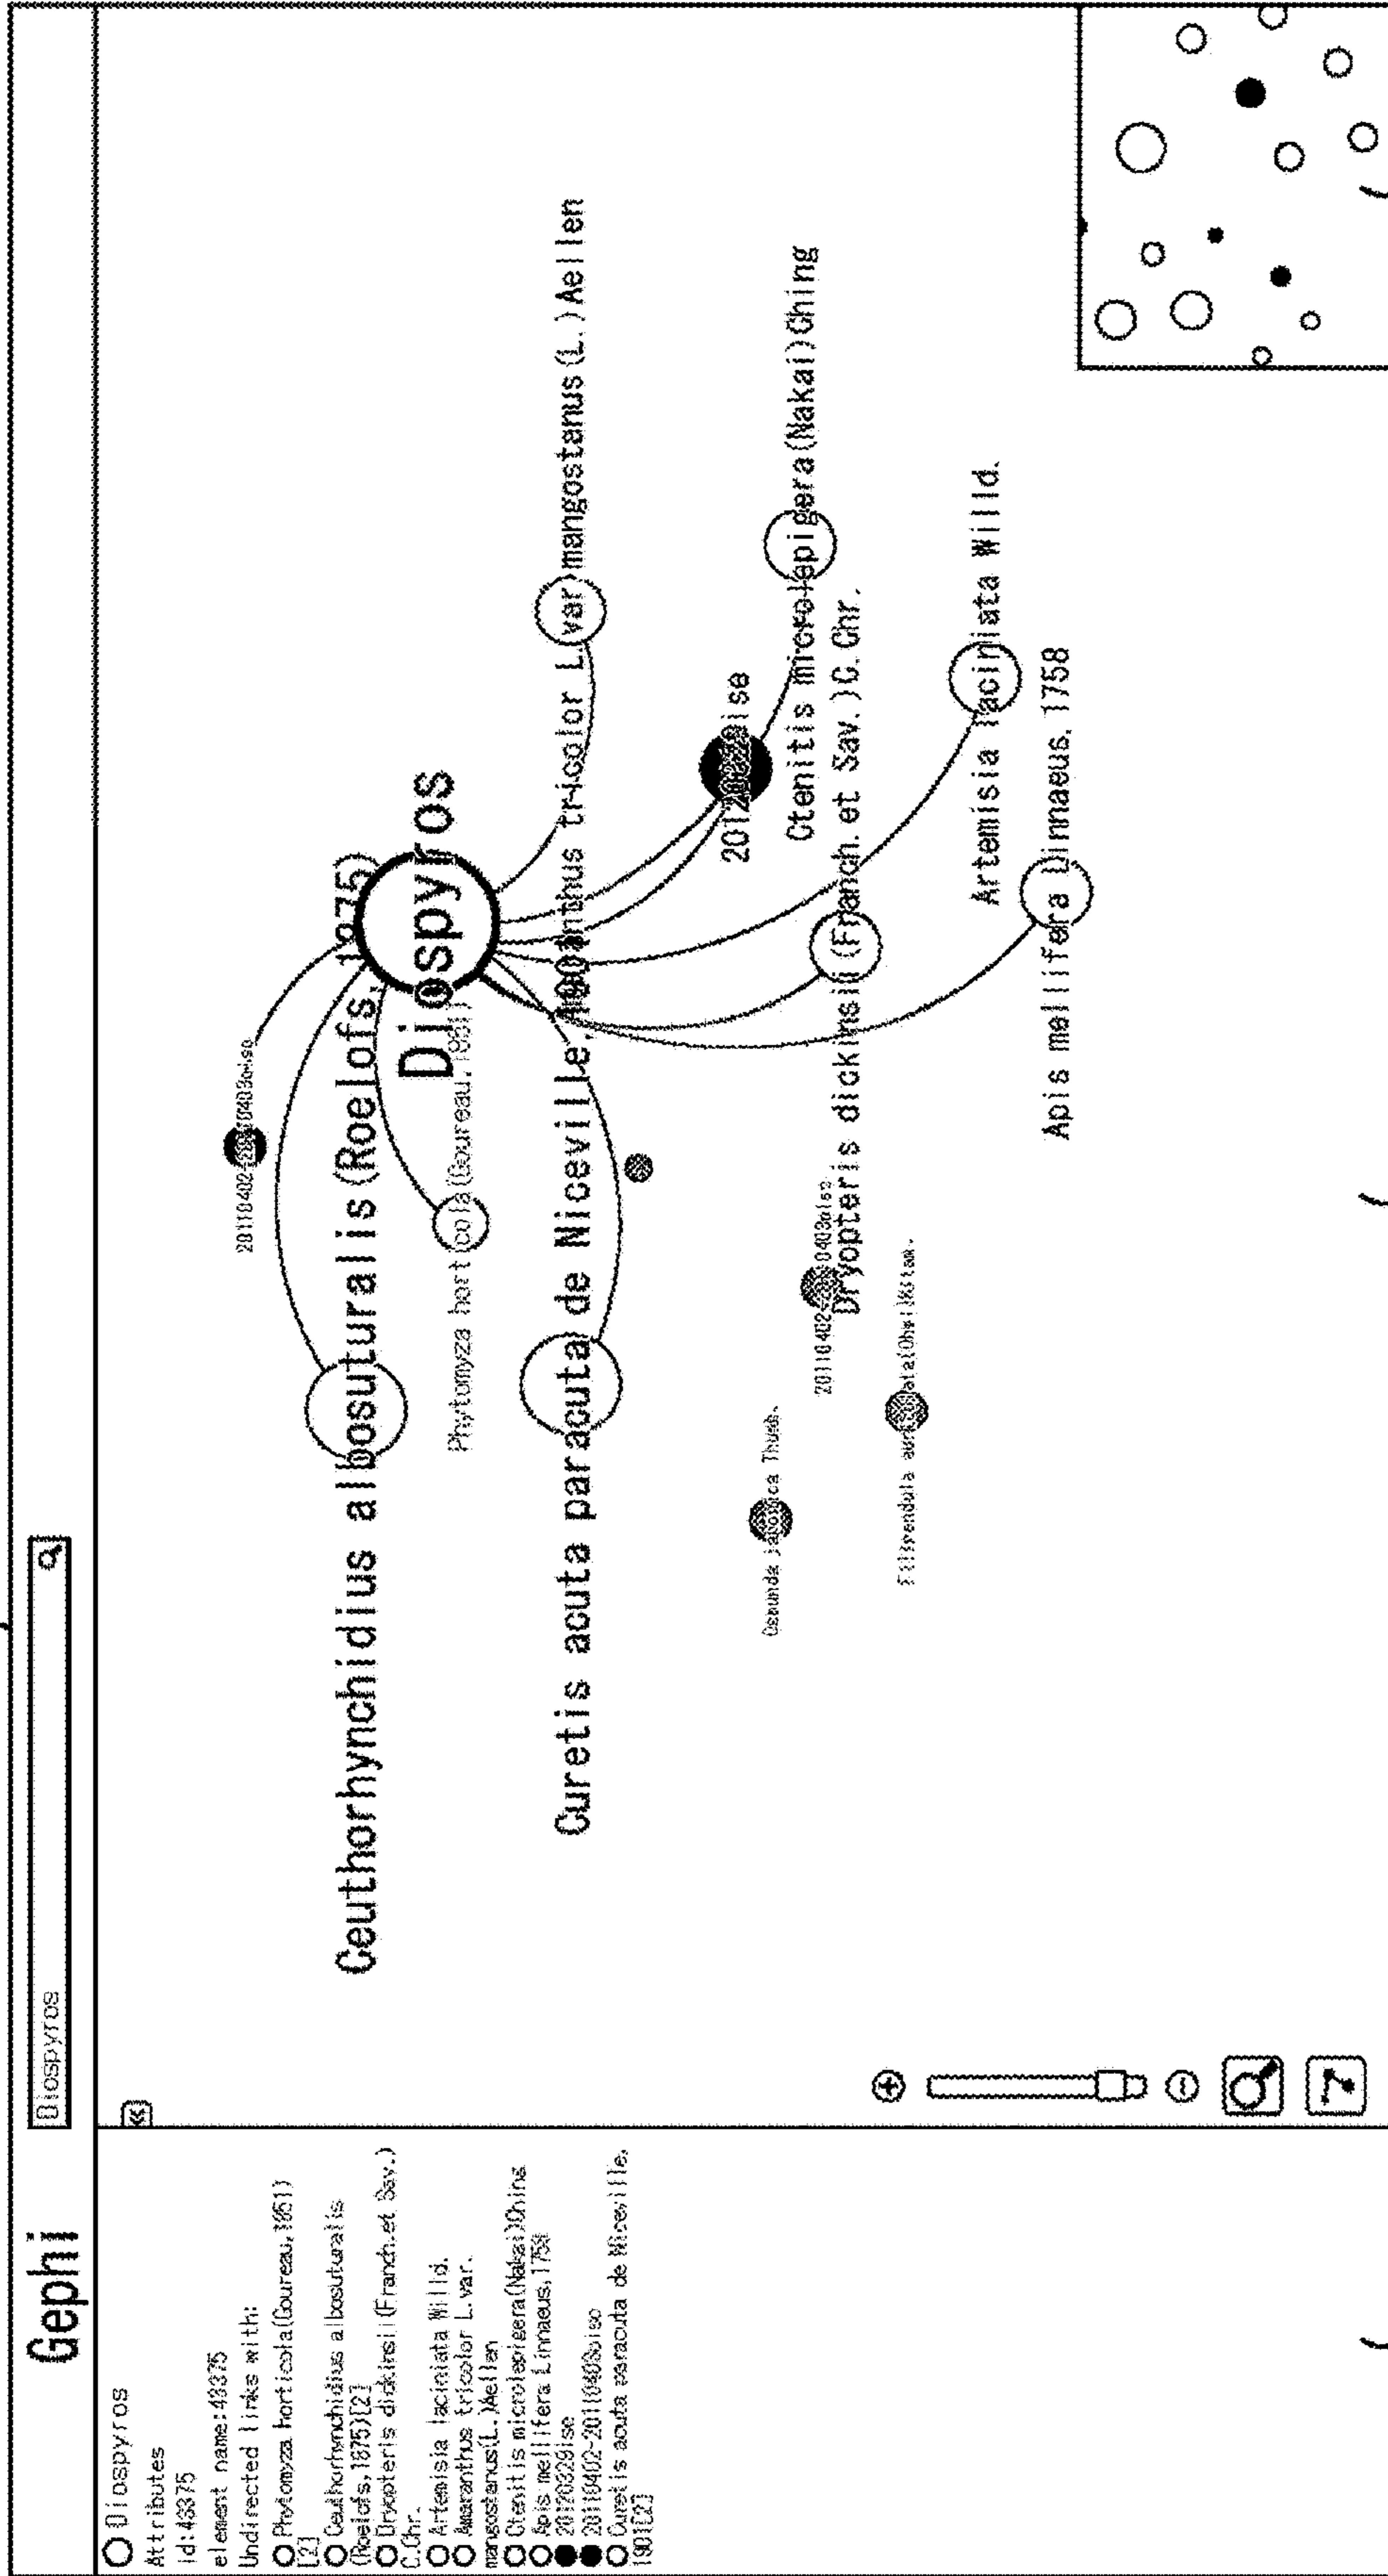 Gephi
Diospyros
Diospyros
Attributes
id:43375
element name:43375
Undirected links with:
Phytomyza horticola(Goureau,1851)
[2]
Ceuthorhynchidius albosuturalis
(Roelofs,1875)[2]
Dryopteris dickinsii(Franch.et Sav.)
C.Chr.
Artemisia laciniata Willd.
Amaranthus tricolor L.var.
mangostanus(L.)Aellen
Ctenitis microlepigera(Nakai)Ching
Apis mellifera Linnaeus,1758
20120329ise
20110402-20110403oiso
Curetis acuta paracuta de Niceville,
1901[2]
Ceuthorhynchidius albosuturalis(Roelofs, 1875)
Diospyros
Phytomyza horticola(Goureau,1851)
Curetis acuta paracuta de Niceville,
tricolor L.(var)mangostanus(L.)Aellen
Ctenitis microlepigera(Nakai)Ching
Osmunda japonica Thunb.
Dryopteris dickinsii(Franch.et Sav.)C.Chr.
Artemisia laciniata Willd.
Apis mellifera Linnaeus, 1758